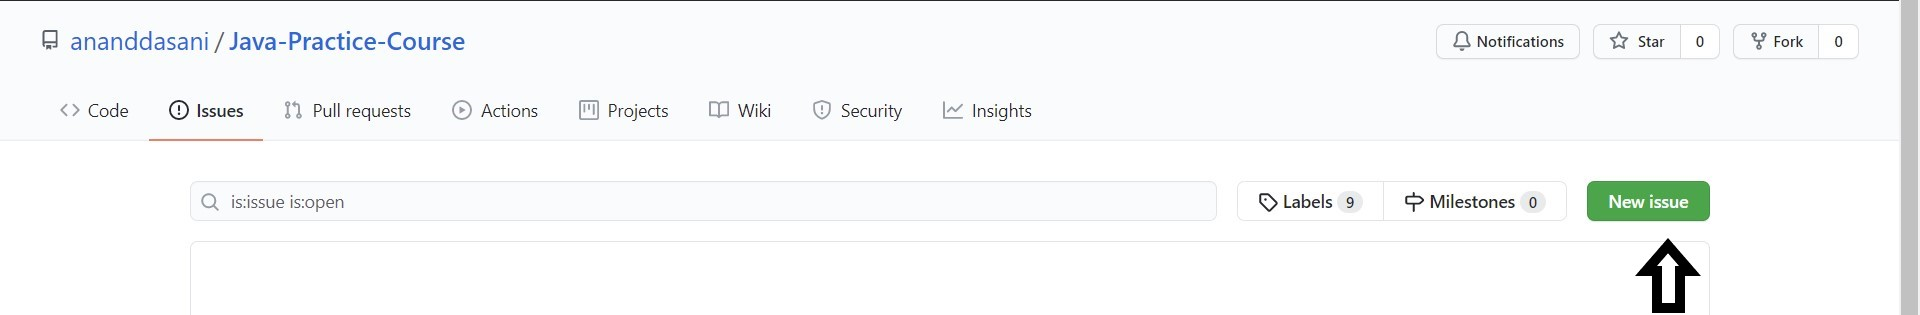 ananddasani / Java-Practice-Course
Notifications Star 0 Fork 0
Code Issues Pull requests Actions Projects Wiki Security Insights
is:issue is:open
Labels 9 Milestones 0 New issue